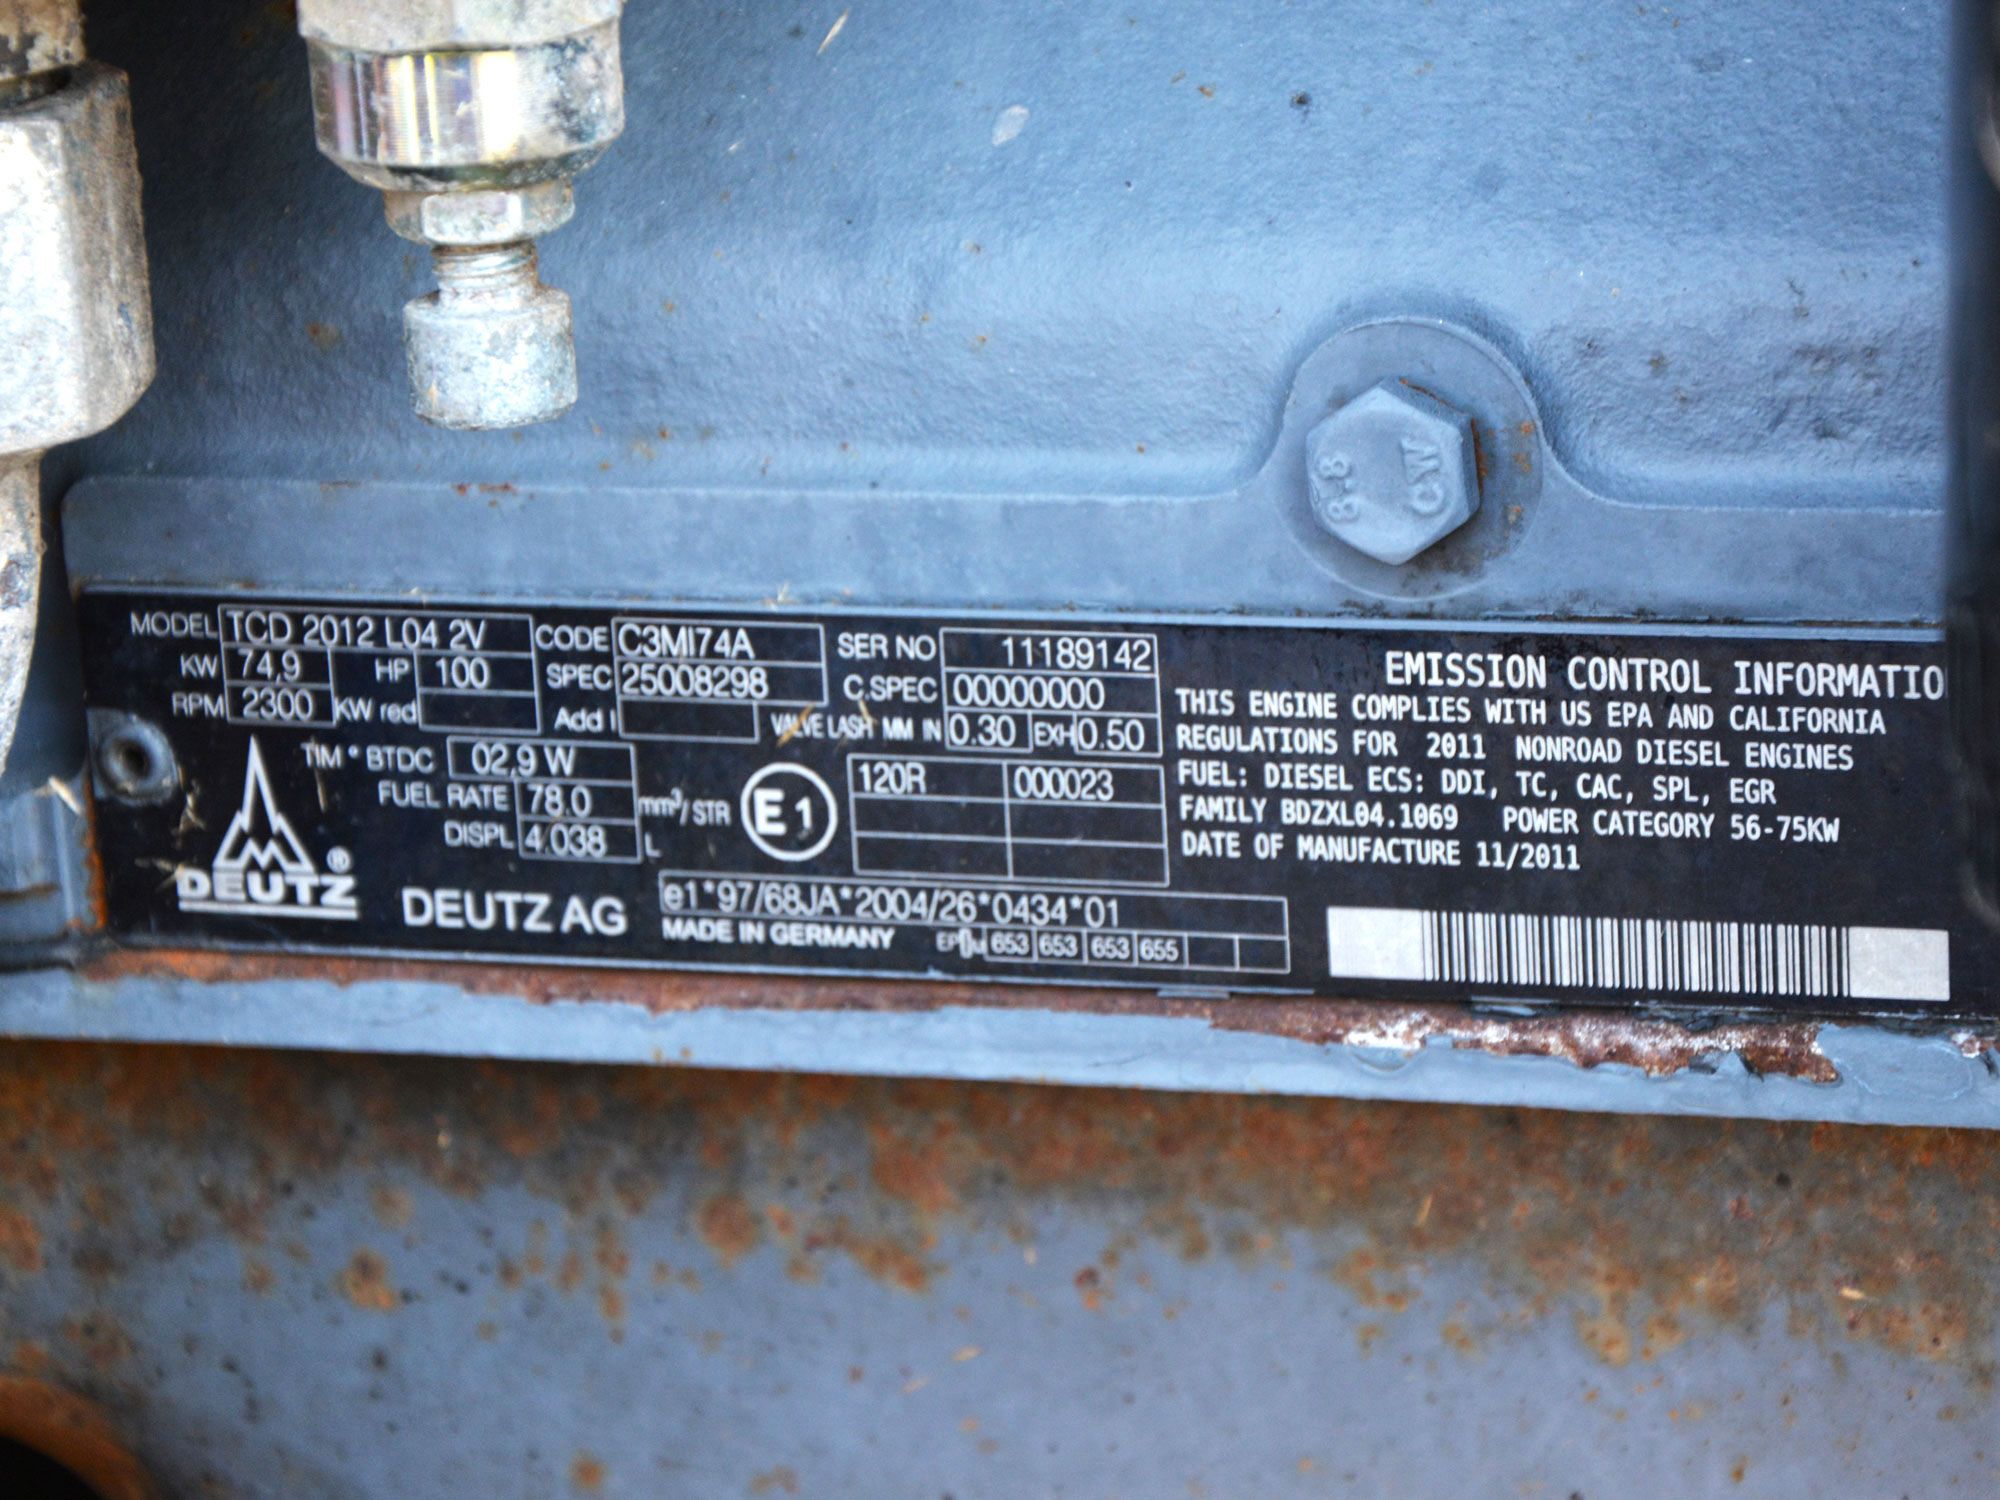 8.8
CW
MODEL TCD 2012 L04 2V CODE C3MI74A SER NO 11189142
KW 74,9 HP 100 SPEC 25008298 C.SPEC 00000000
RPM 2300 KW red Add I VALVE LASH MM IN 0.30 EXH 0.50
TIM ° BTDC 02,9 W
FUEL RATE 78.0 mm³/STR
DISPL 4,038 L
E1
120R 000023
DEUTZ ®
DEUTZ AG
e1*97/68JA*2004/26*0434*01
MADE IN GERMANY
653 653 653 655
EMISSION CONTROL INFORMATIO
THIS ENGINE COMPLIES WITH US EPA AND CALIFORNIA
REGULATIONS FOR 2011 NONROAD DIESEL ENGINES
FUEL: DIESEL ECS: DDI, TC, CAC, SPL, EGR
FAMILY BDZXL04.1069 POWER CATEGORY 56-75KW
DATE OF MANUFACTURE 11/2011